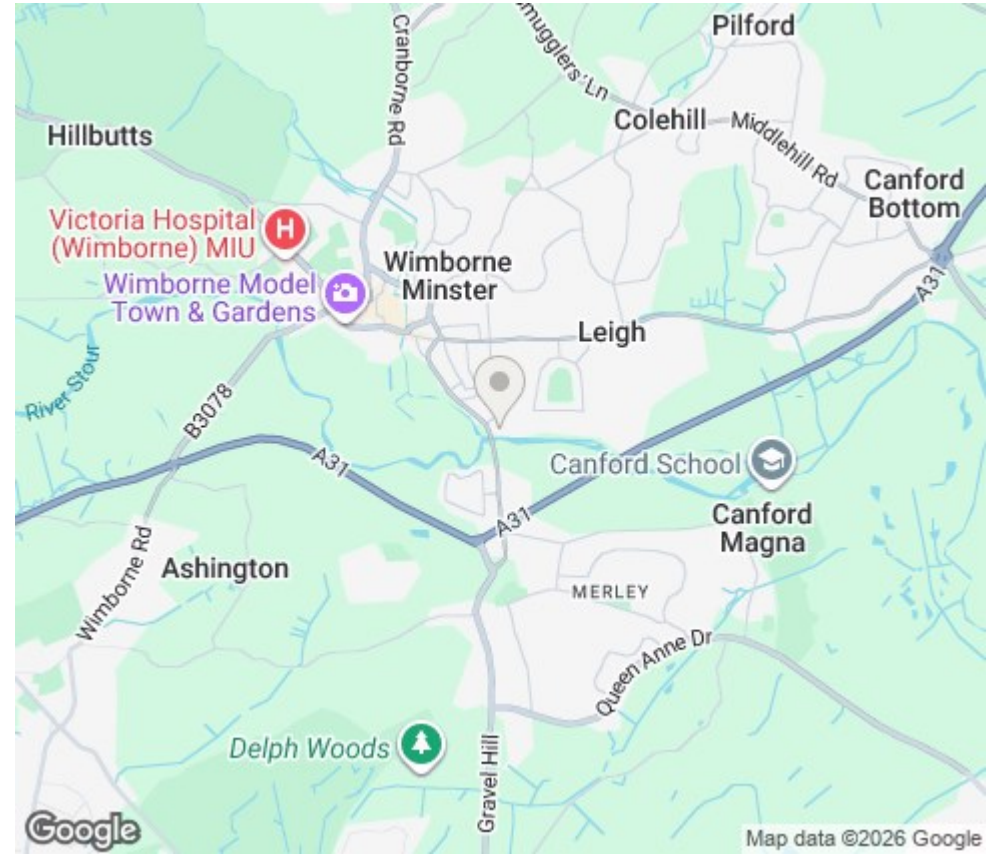 Pilford
Smugglers' Ln
Cranborne Rd
Colehill
Middlehill Rd
Hillbutts
Canford
Bottom
Victoria Hospital
(Wimborne) MIU
H
Wimborne
Minster
Wimborne Model
Town & Gardens
A31
Leigh
River Stour
B3078
A31
Canford School
A31
Canford
Magna
Ashington
MERLEY
Wimborne Rd
Queen Anne Dr
Delph Woods
Gravel Hill
Google
Map data ©2026 Google